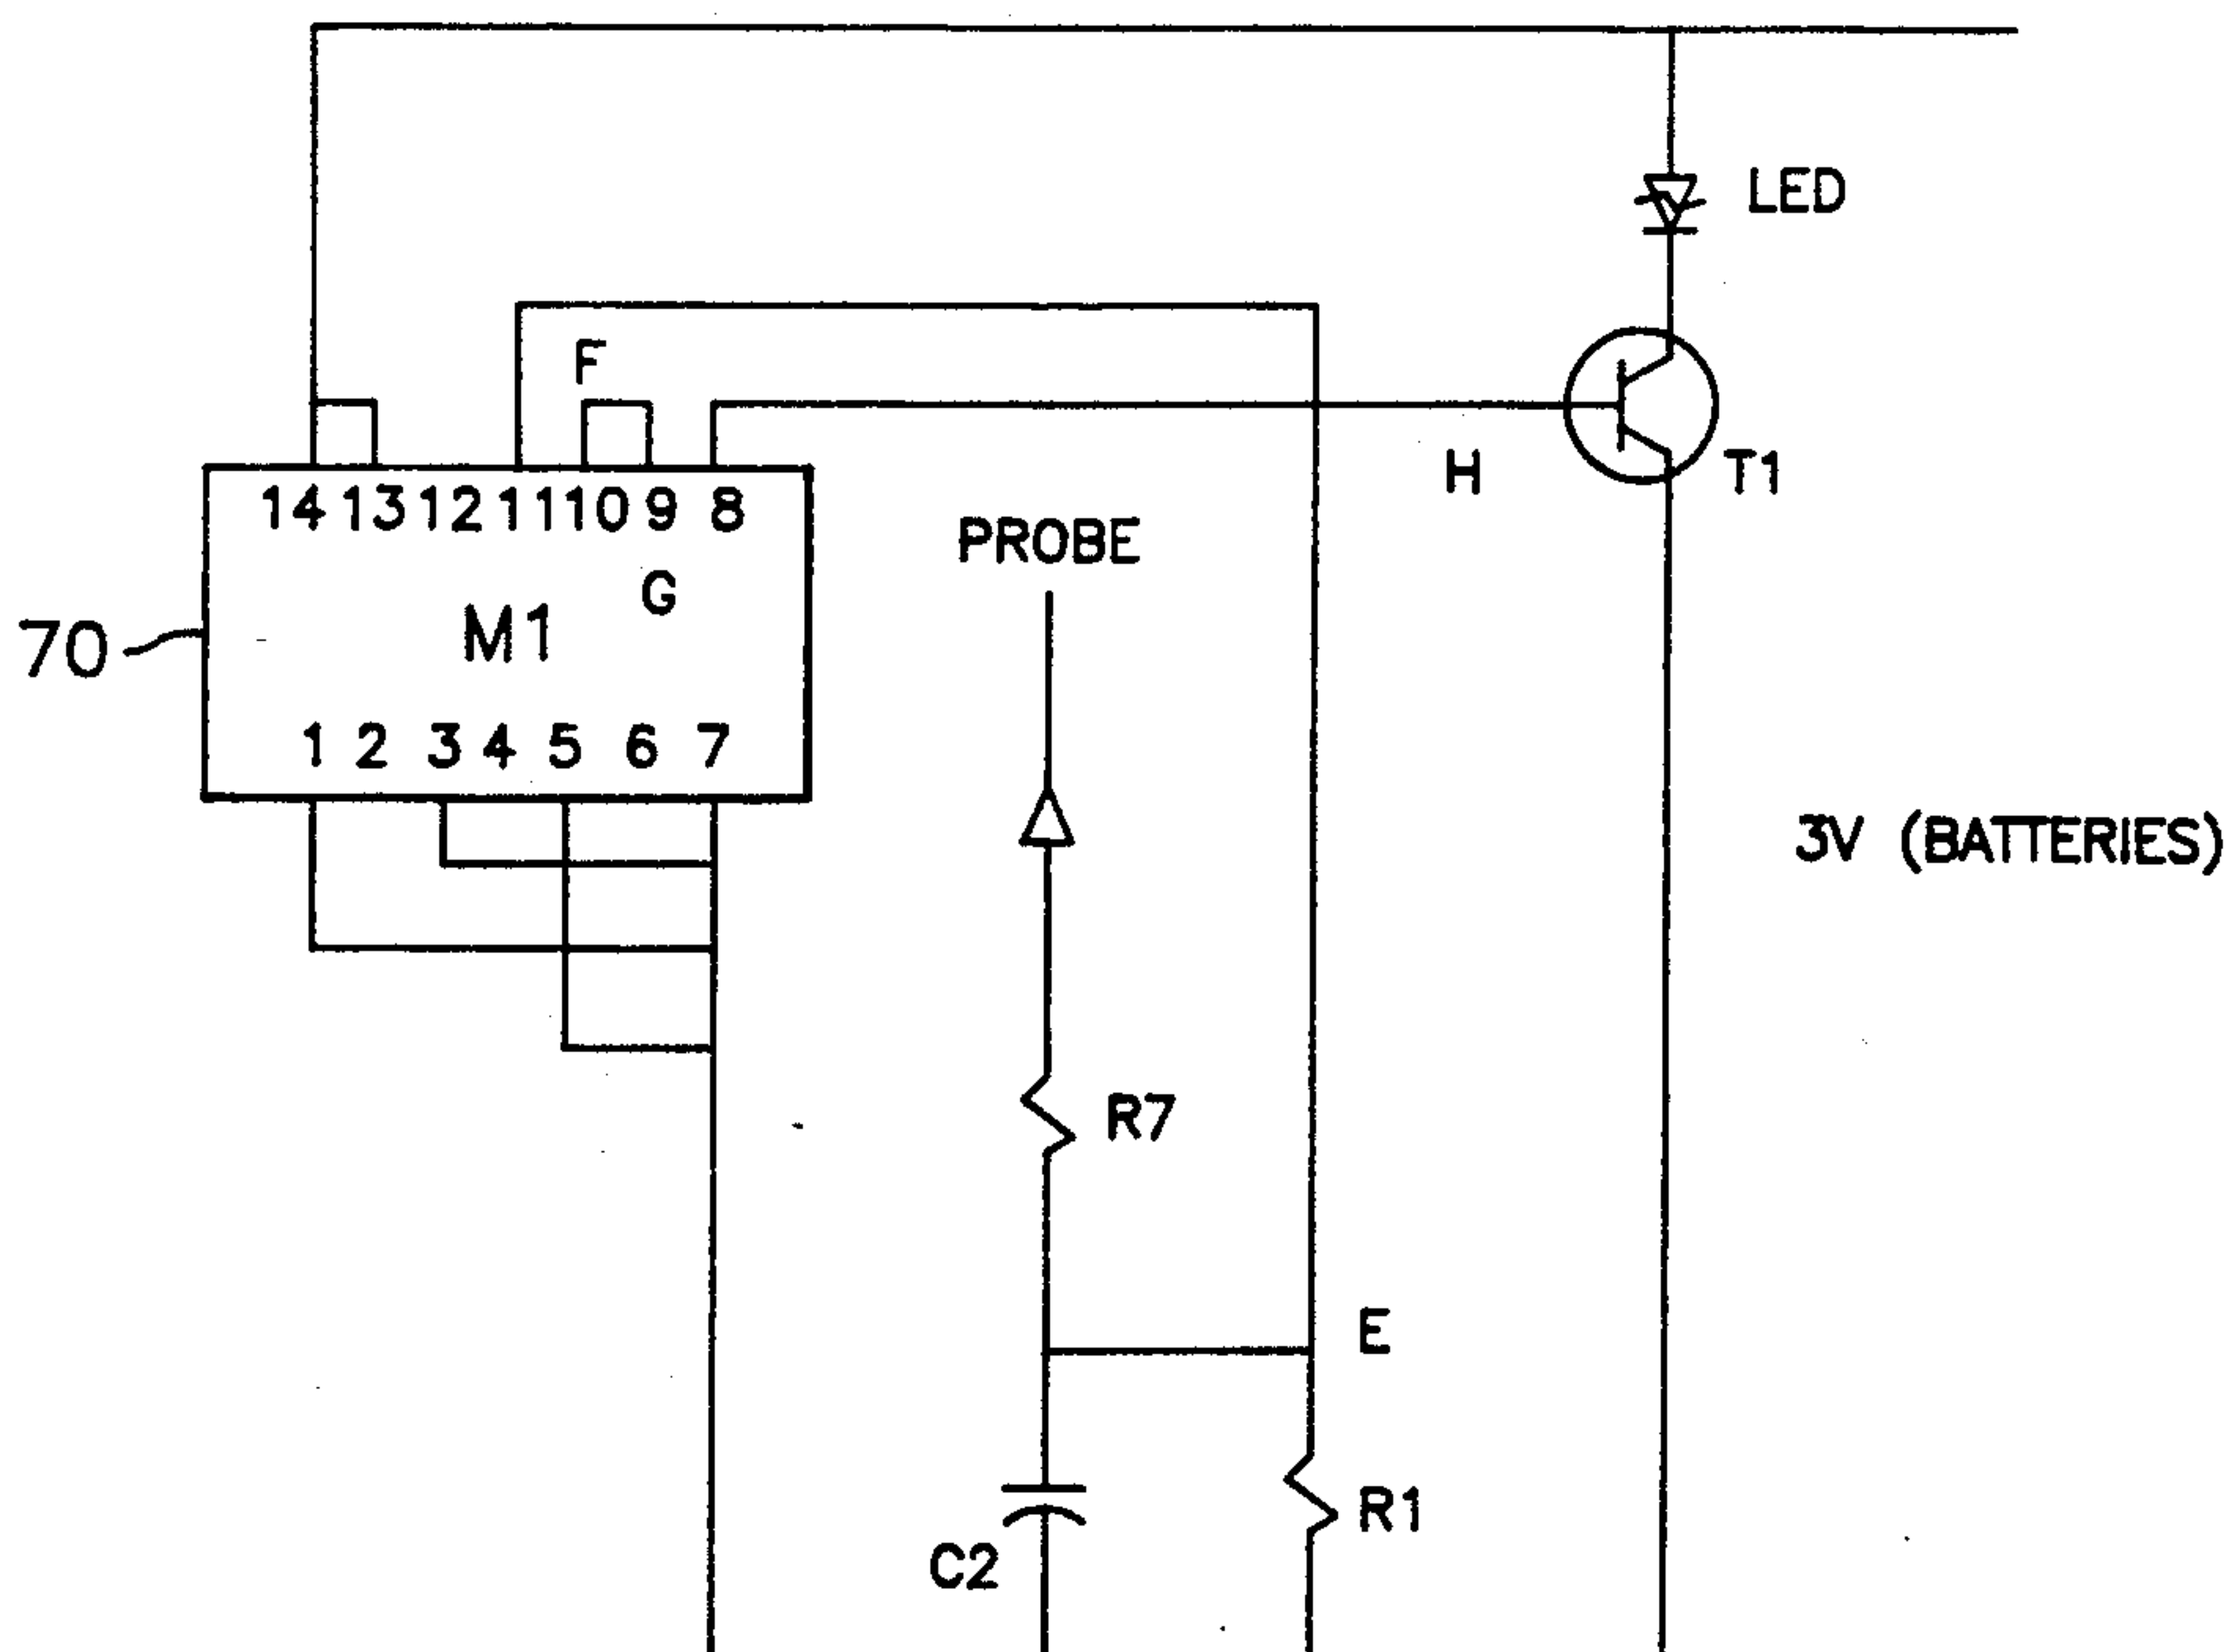 LED
F
H
T1
14 13 12 11 10 9 8
PROBE
G
M1
70
1 2 3 4 5 6 7
3V (BATTERIES)
R7
E
R1
C2